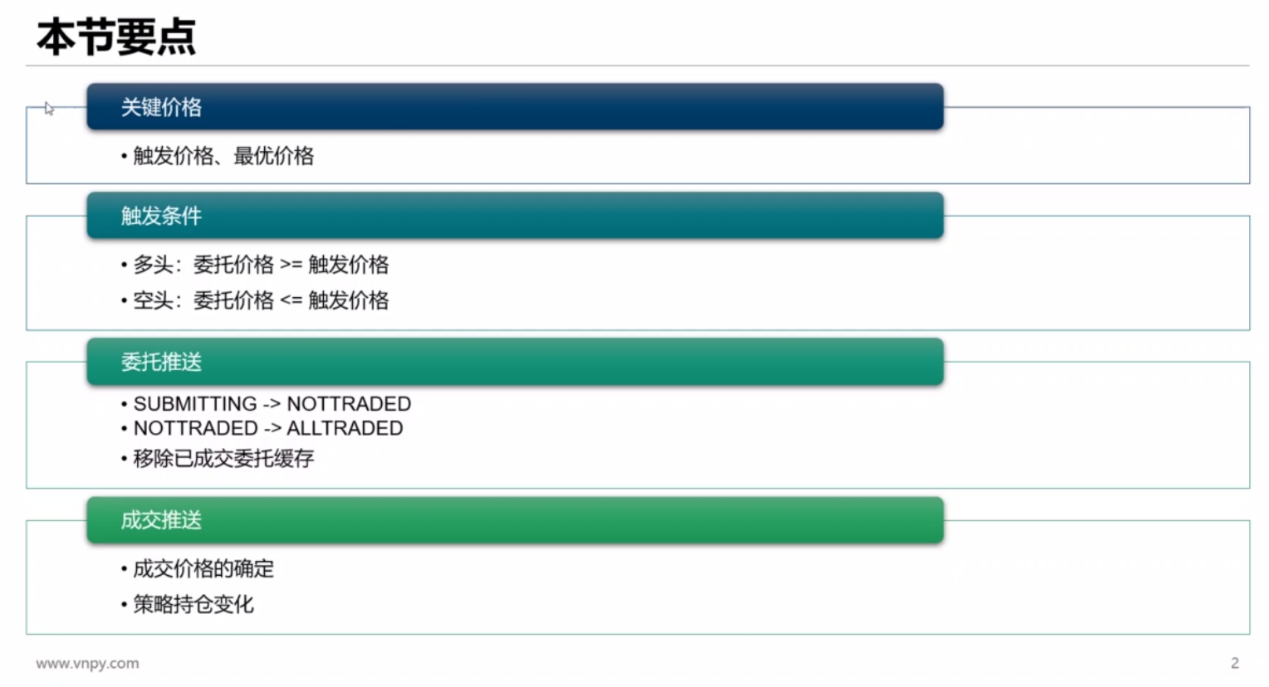 本节要点
关键价格
• 触发价格、最优价格
触发条件
• 多头：委托价格 >= 触发价格
• 空头：委托价格 <= 触发价格
委托推送
• SUBMITTING -> NOTTRADED
• NOTTRADED -> ALLTRADED
• 移除已成交委托缓存
成交推送
• 成交价格的确定
• 策略持仓变化
www.vnpy.com
2